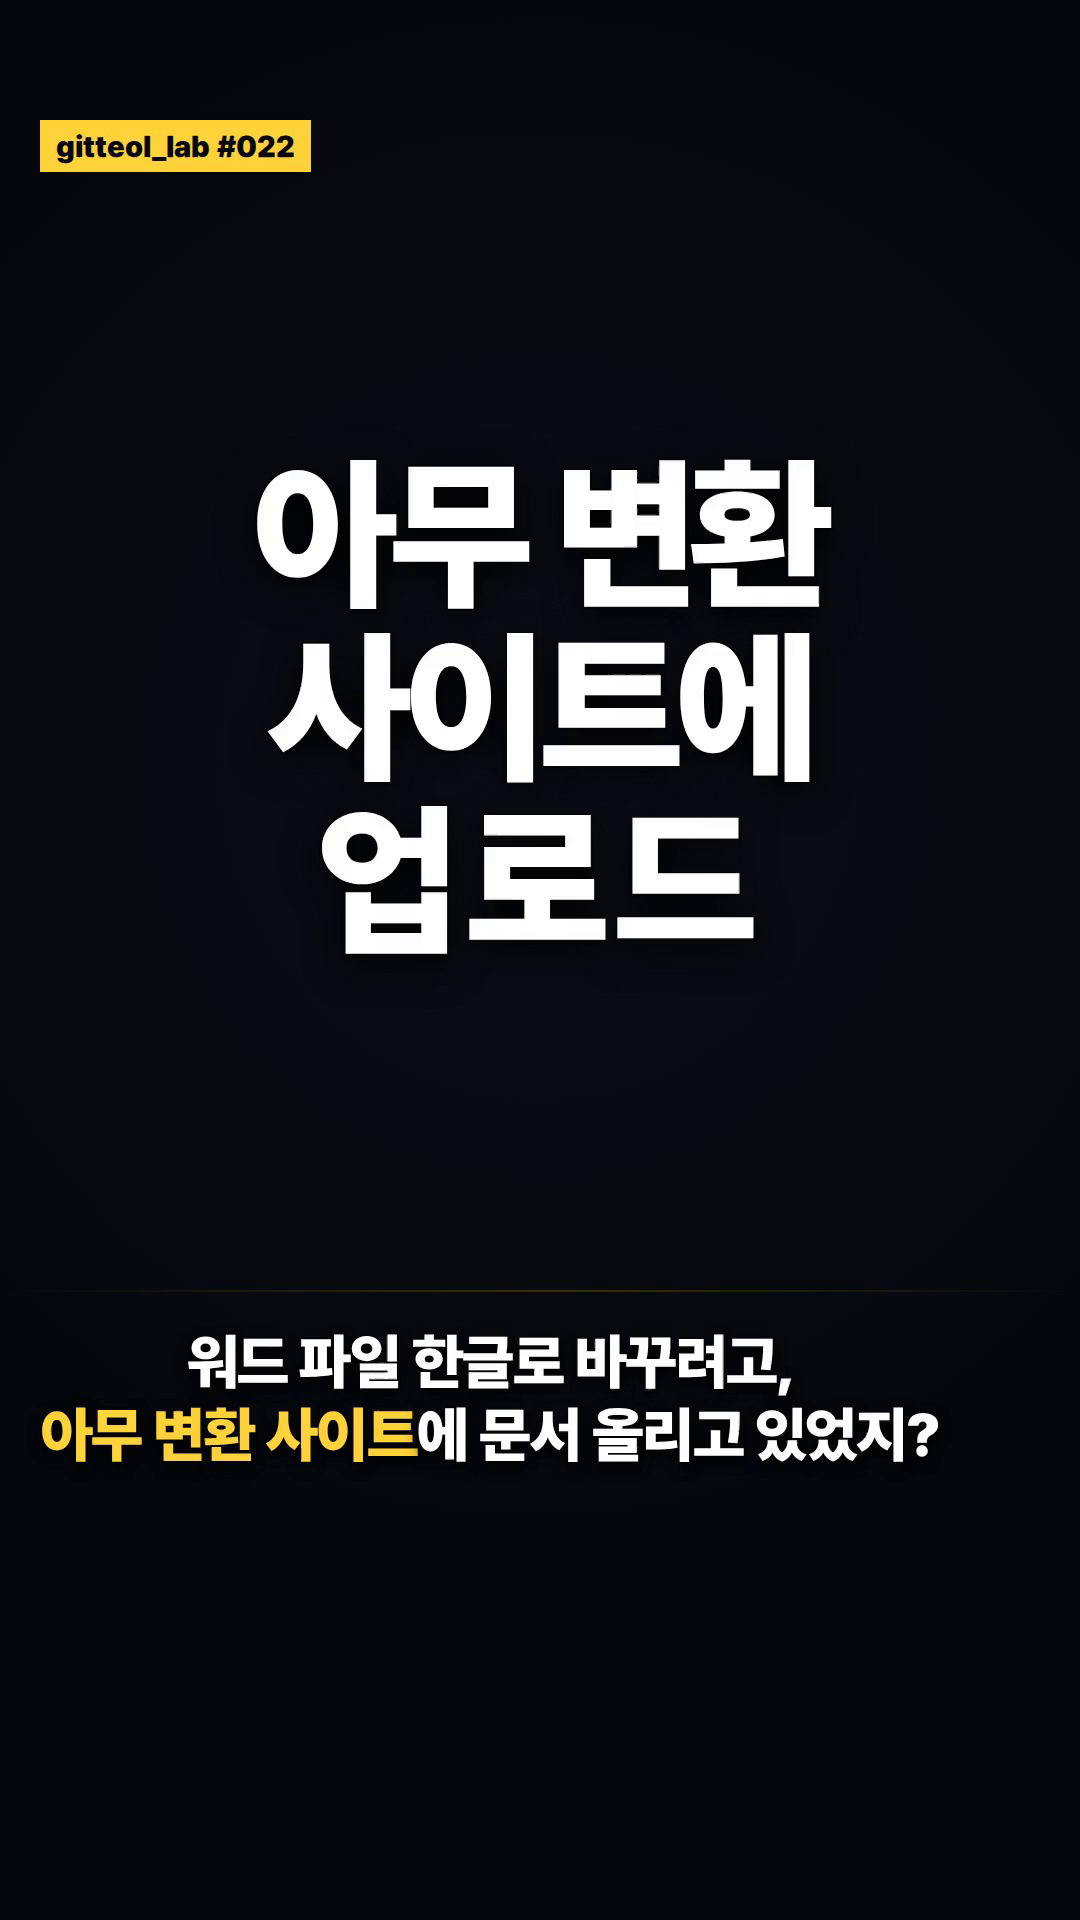 gitteol_lab #022
아무 변환
사이트에
업로드
워드 파일 한글로 바꾸려고,
아무 변환 사이트에 문서 올리고 있었지?